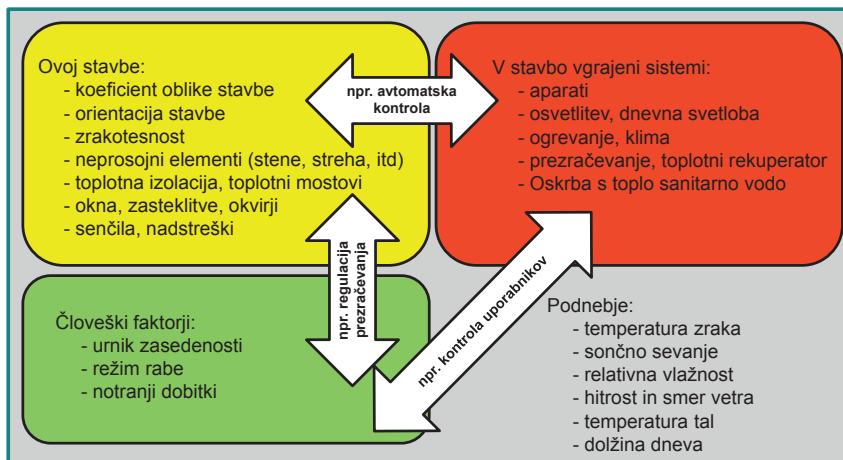 Ovoj stavbe:
- koeficient oblike stavbe
- orientacija stavbe
- zrakotesnost
- neprosojni elementi (stene, streha, itd)
- toplotna izolacija, toplotni mostovi
- okna, zasteklitve, okvirji
- senčila, nadstreški
npr. avtomatska
kontrola
V stavbo vgrajeni sistemi:
- aparati
- osvetlitev, dnevna svetloba
- ogrevanje, klima
- prezračevanje, toplotni rekuperator
- Oskrba s toplo sanitarno vodo
npr. regulacija
prezračevanja
npr. kontrola uporabnikov
Človeški faktorji:
- urnik zasedenosti
- režim rabe
- notranji dobitki
Podnebje:
- temperatura zraka
- sončno sevanje
- relativna vlažnost
- hitrost in smer vetra
- temperatura tal
- dolžina dneva